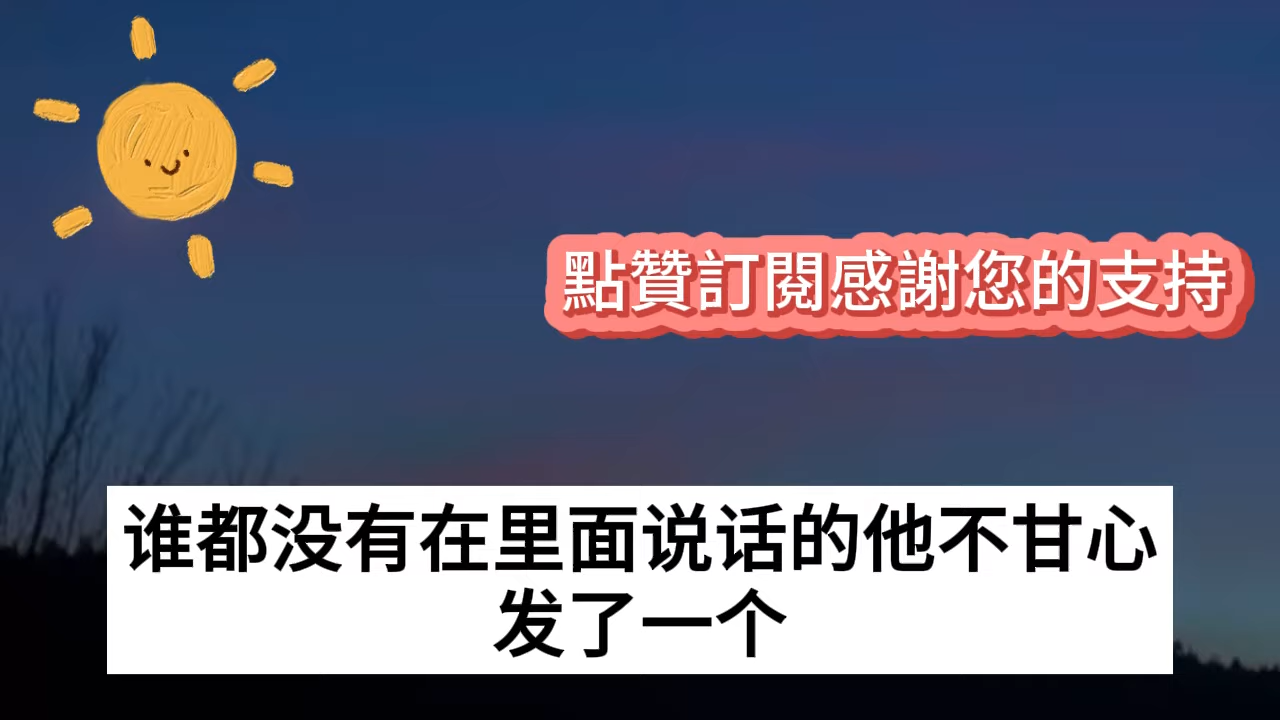 點贊訂閱感謝您的支持
谁都没有在里面说话的他不甘心
发了一个